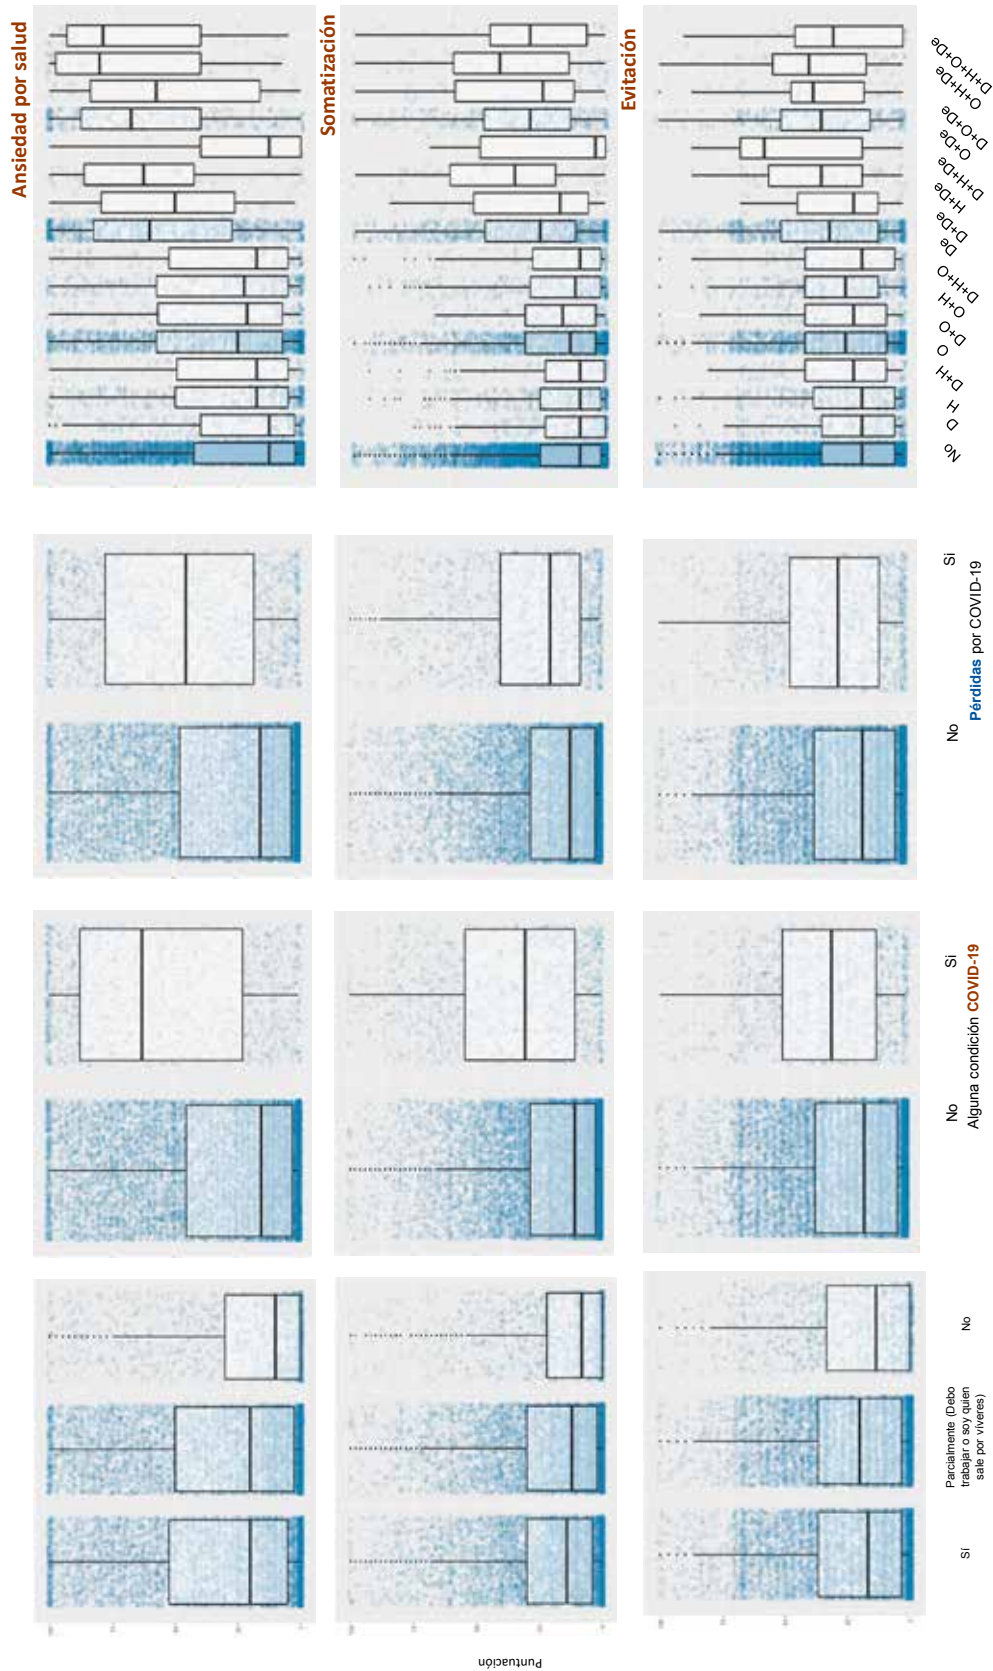 Ansiedad por salud
Somatización
Evitación
Puntuación
Sí
Parcialmente (Debo
trabajar o soy quien
sale por víveres)
No
No
Si
Alguna condición COVID-19
No
Si
Pérdidas por COVID-19
No
D
H
D+H
O
D+O
O+H
D+H+O
De
D+De
H+De
D+H+De
O+De
D+O+De
O+H+De
D+H+O+De